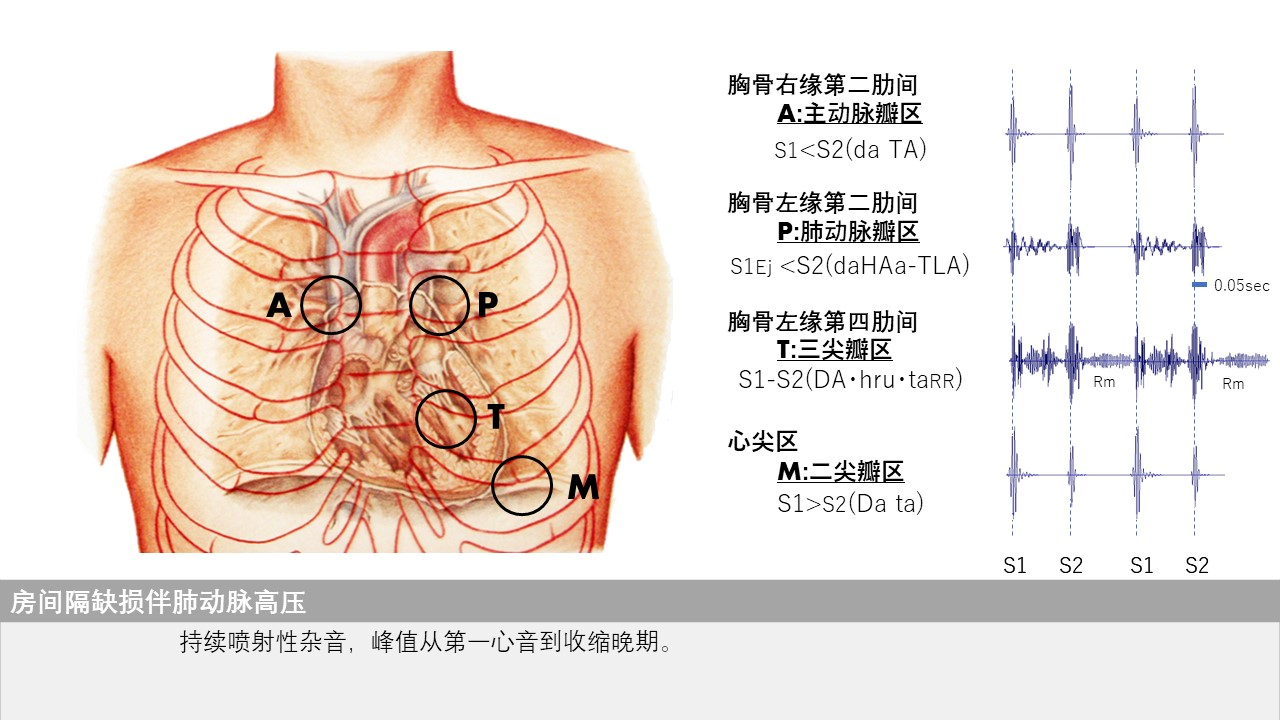 胸骨右缘第二肋间
A:主动脉瓣区
S1<S2(da TA)
胸骨左缘第二肋间
P:肺动脉瓣区
S1Ej <S2(daHAa-TLA)
0.05sec
胸骨左缘第四肋间
T:三尖瓣区
S1-S2(DA・hru・taRR)
Rm
Rm
心尖区
M:二尖瓣区
S1>S2(Da ta)
A
P
T
M
S1 S2 S1 S2
房间隔缺损伴肺动脉高压
持续喷射性杂音，峰值从第一心音到收缩晚期。